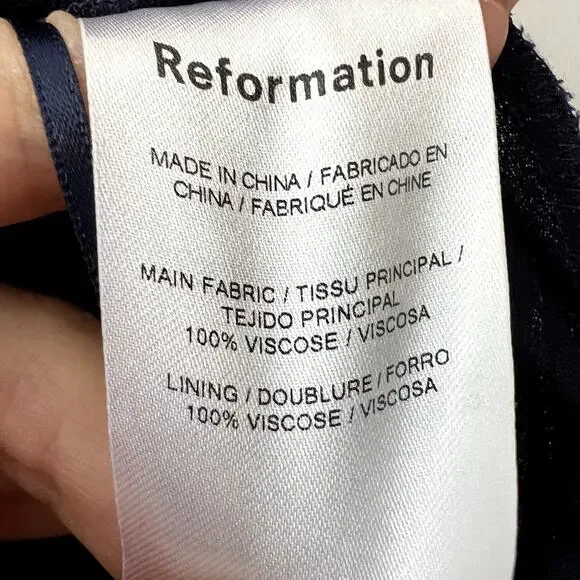 Reformation
MADE IN CHINA / FABRICADO EN
CHINA / FABRIQUÉ EN CHINE
MAIN FABRIC / TISSU PRINCIPAL /
TEJIDO PRINCIPAL
100% VISCOSE / VISCOSA
LINING / DOUBLURE / FORRO
100% VISCOSE / VISCOSA